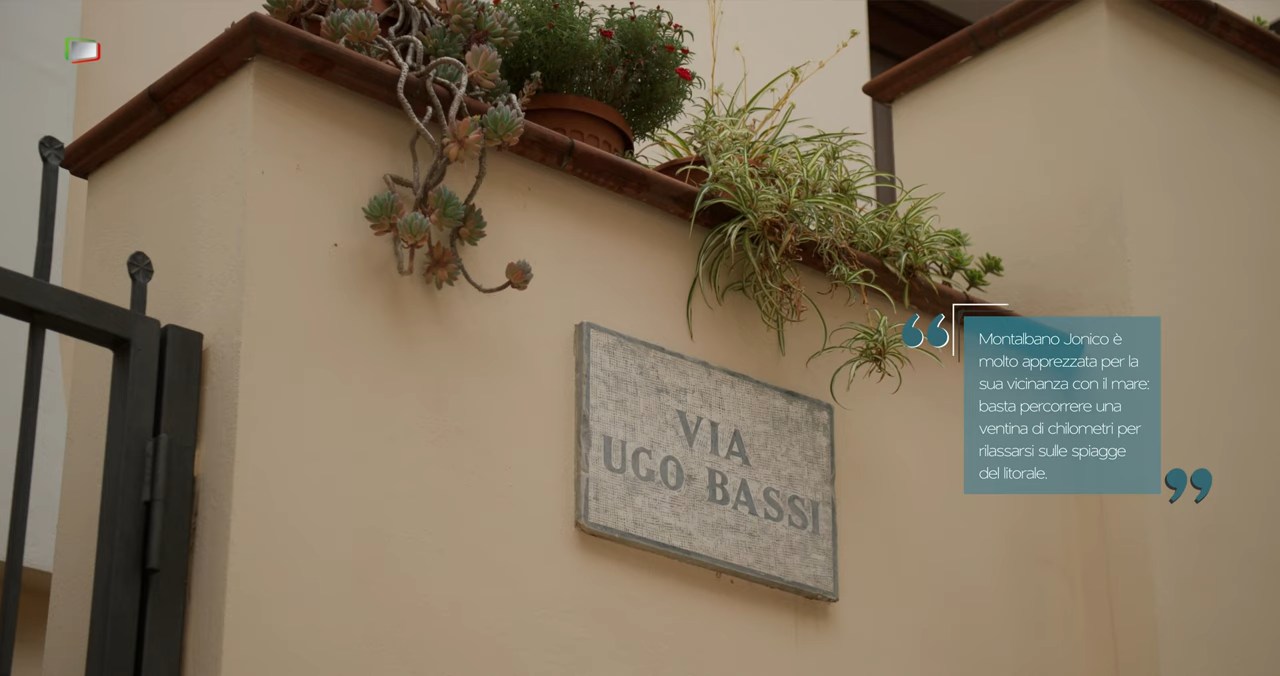 VIA
UGO BASSI
Montalbano Jonico è
molto apprezzata per la
sua vicinanza con il mare:
basta percorrere una
ventina di chilometri per
rilassarsi sulle spiagge
del litorale.